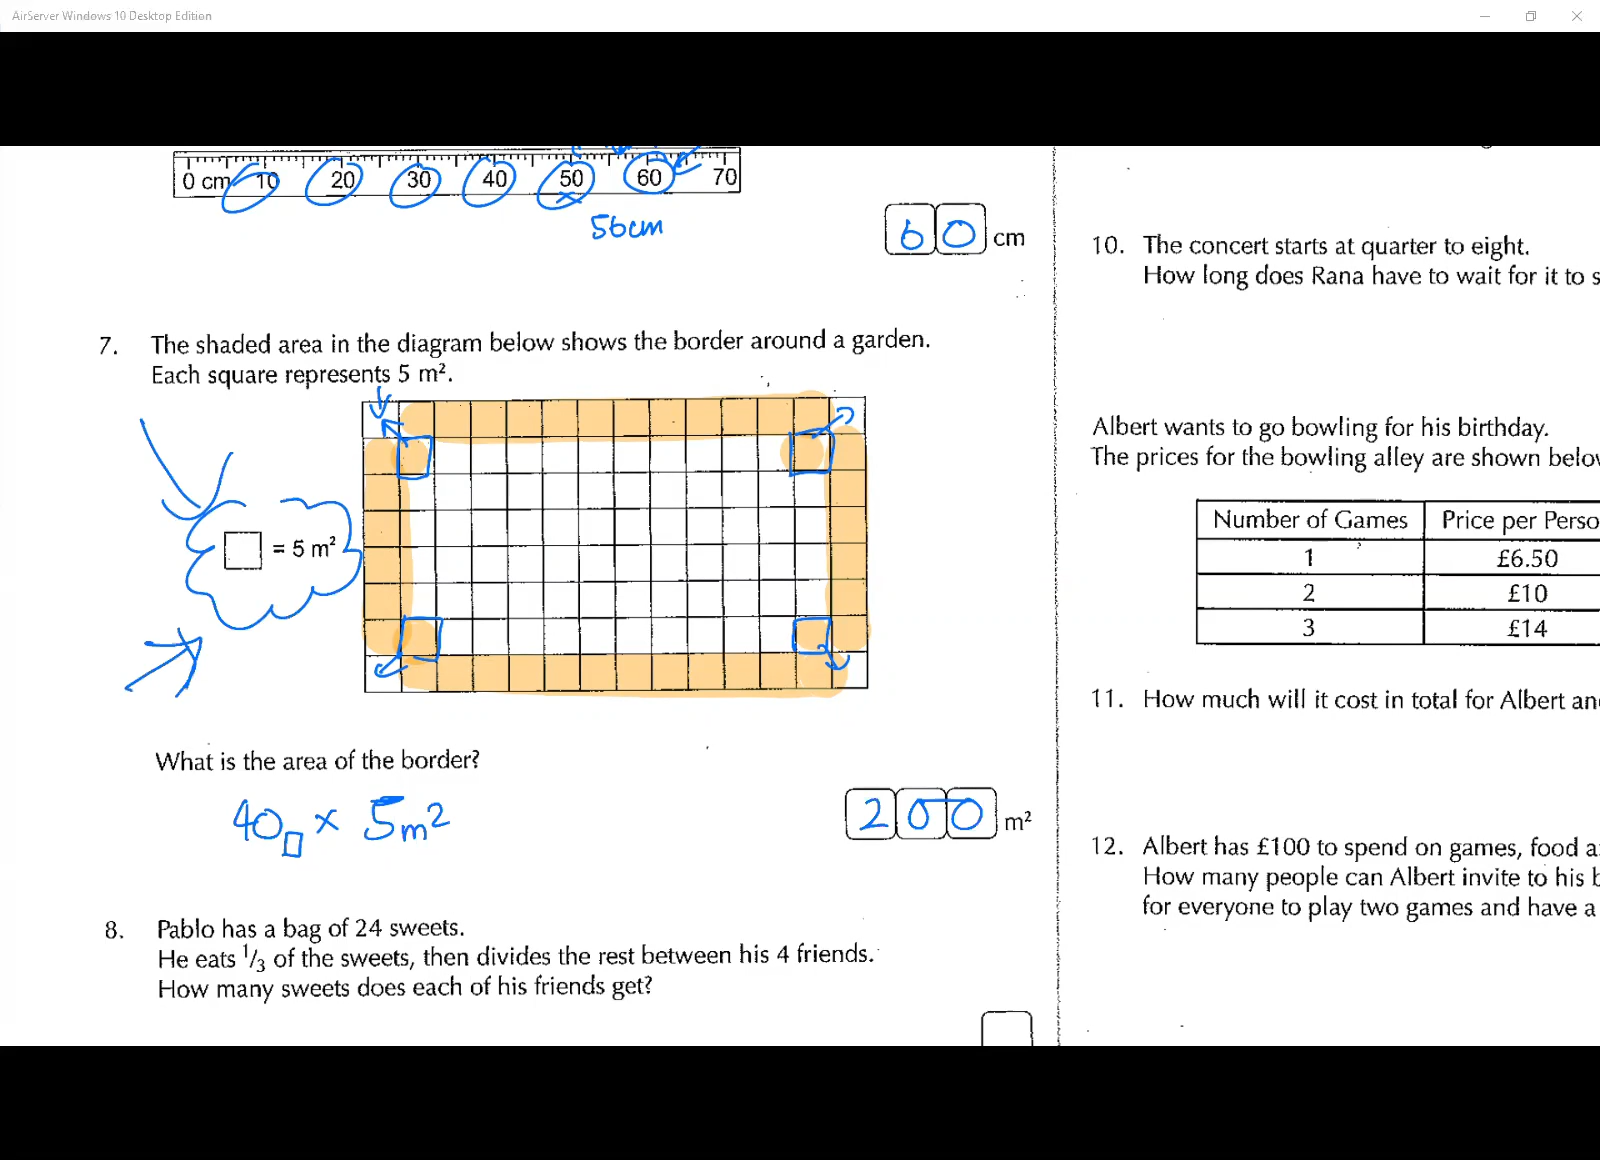 AirServer Windows 10 Desktop Edition
0 cm 10 20 30 40 50 60 70
56cm
60 cm
7. The shaded area in the diagram below shows the border around a garden.
Each square represents 5 m².
= 5 m²
What is the area of the border?
40 × 5m²
200 m²
8. Pablo has a bag of 24 sweets.
He eats 1/3 of the sweets, then divides the rest between his 4 friends.
How many sweets does each of his friends get?
10. The concert starts at quarter to eight.
How long does Rana have to wait for it to s
Albert wants to go bowling for his birthday.
The prices for the bowling alley are shown below
Number of Games Price per Perso
1 £6.50
2 £10
3 £14
11. How much will it cost in total for Albert an
12. Albert has £100 to spend on games, food a
How many people can Albert invite to his b
for everyone to play two games and have a